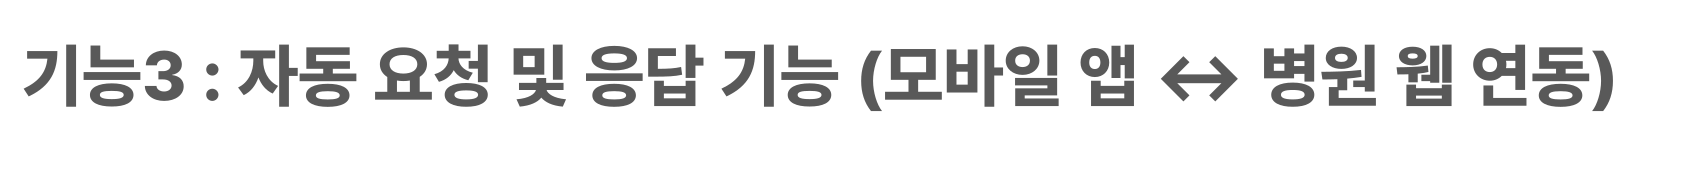 기능3 : 자동 요청 및 응답 기능 (모바일 앱 ↔ 병원 웹 연동)